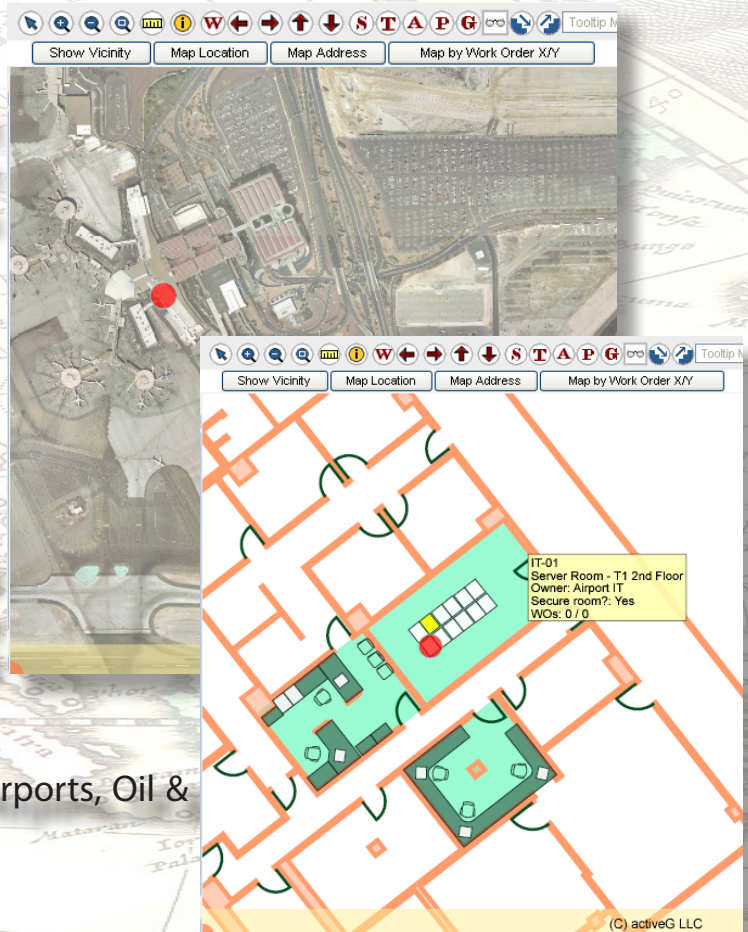 W S T A P G Tooltip M
Show Vicinity Map Location Map Address Map by Work Order X/Y
W S T A P G Tooltip M
Show Vicinity Map Location Map Address Map by Work Order X/Y
IT-01
Server Room - T1 2nd Floor
Owner: Airport IT
Secure room?: Yes
WOs: 0 / 0
rports, Oil &
(C) activeG LLC